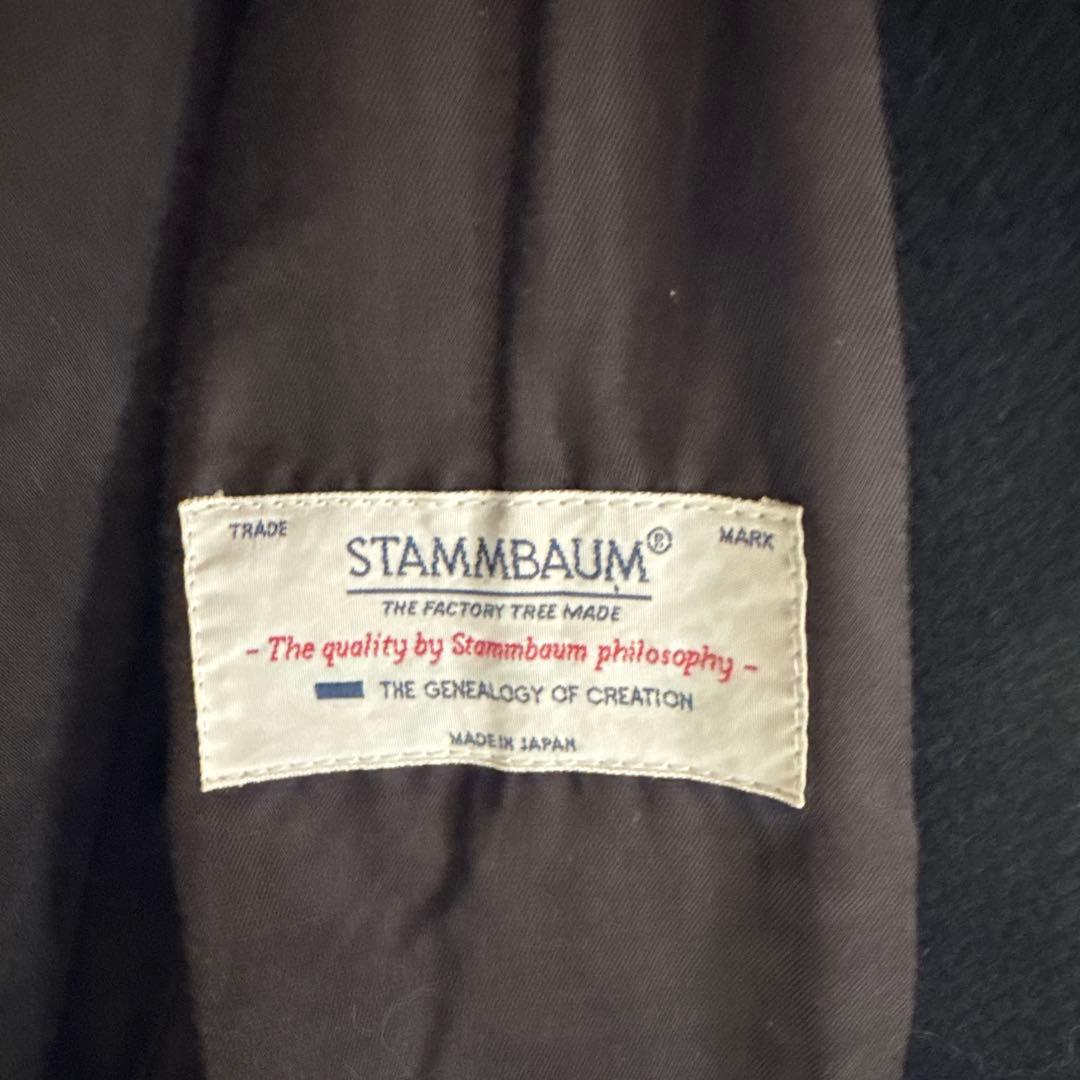 TRADE MARK
STAMMBAUM®
THE FACTORY TREE MADE
- The quality by Stammbaum philosophy -
THE GENEALOGY OF CREATION
MADE IN JAPAN